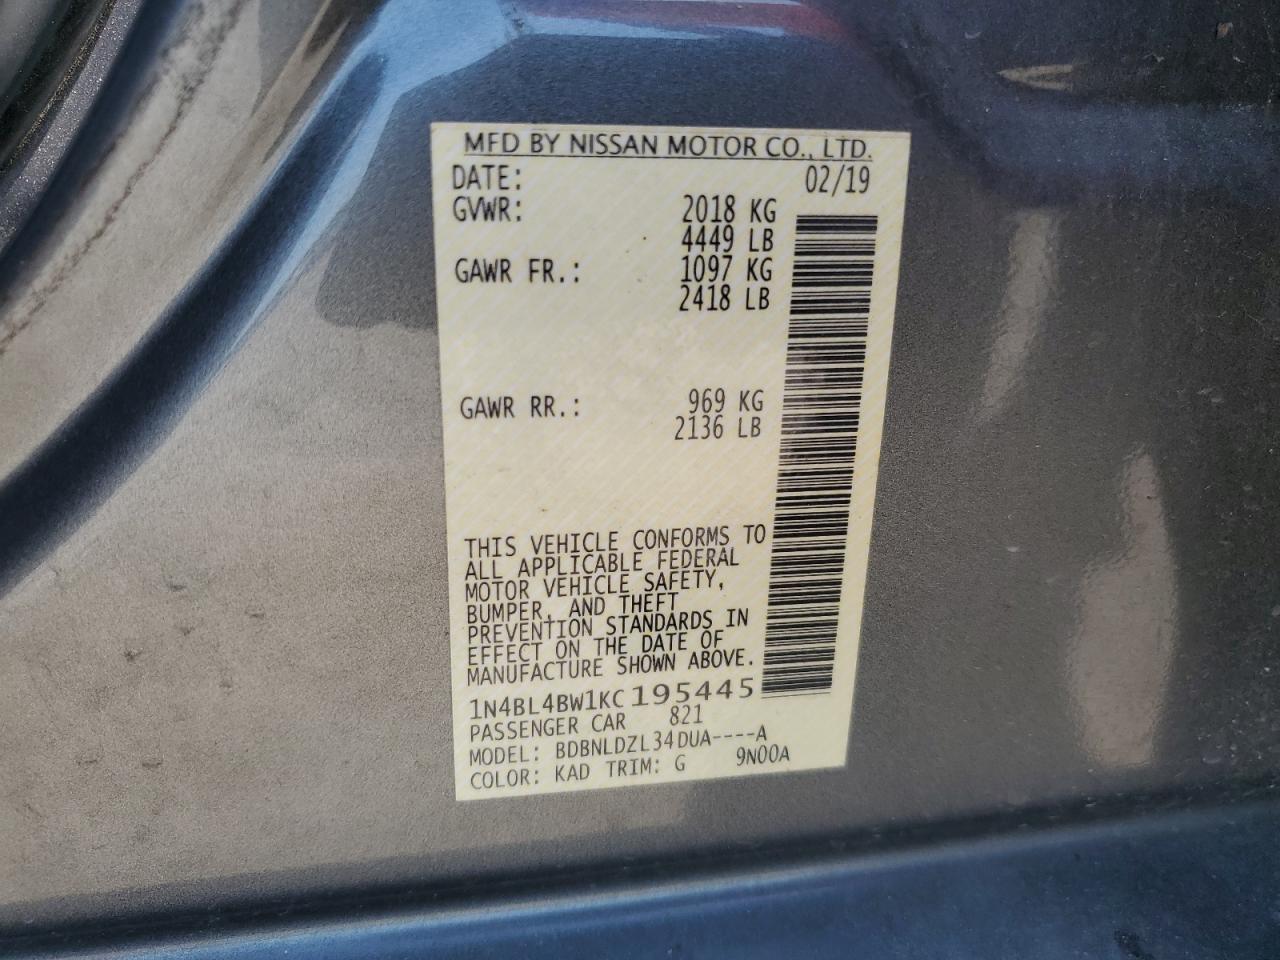 MFD BY NISSAN MOTOR CO., LTD.
DATE: 02/19
GVWR: 2018 KG
4449 LB
GAWR FR.: 1097 KG
2418 LB
GAWR RR.: 969 KG
2136 LB
THIS VEHICLE CONFORMS TO
ALL APPLICABLE FEDERAL
MOTOR VEHICLE SAFETY,
BUMPER, AND THEFT
PREVENTION STANDARDS IN
EFFECT ON THE DATE OF
MANUFACTURE SHOWN ABOVE.
1N4BL4BW1KC195445
PASSENGER CAR 821
MODEL: BDBNLDZL34DUA----A
COLOR: KAD TRIM: G 9N00A